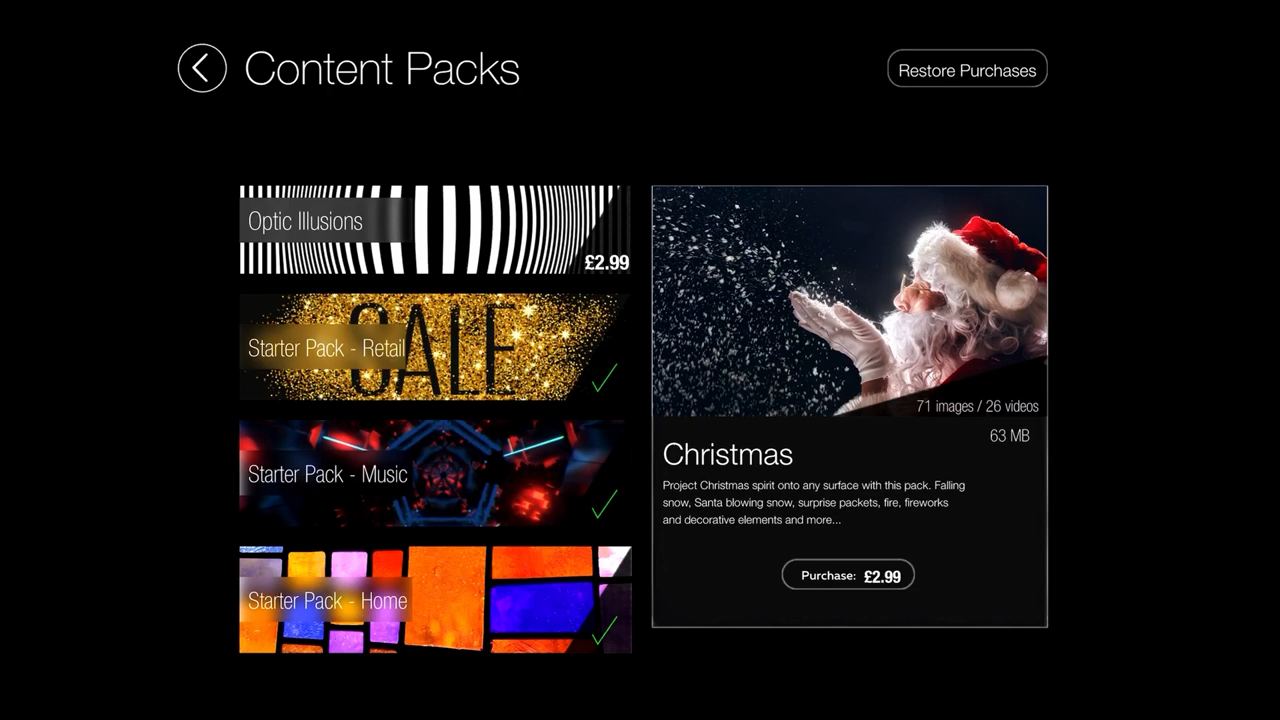 Content Packs
Restore Purchases
Optic Illusions
£2.99
SALE
Starter Pack - Retail
Starter Pack - Music
Starter Pack - Home
71 images / 26 videos
63 MB
Christmas
Project Christmas spirit onto any surface with this pack. Falling
snow, Santa blowing snow, surprise packets, fire, fireworks
and decorative elements and more...
Purchase: £2.99